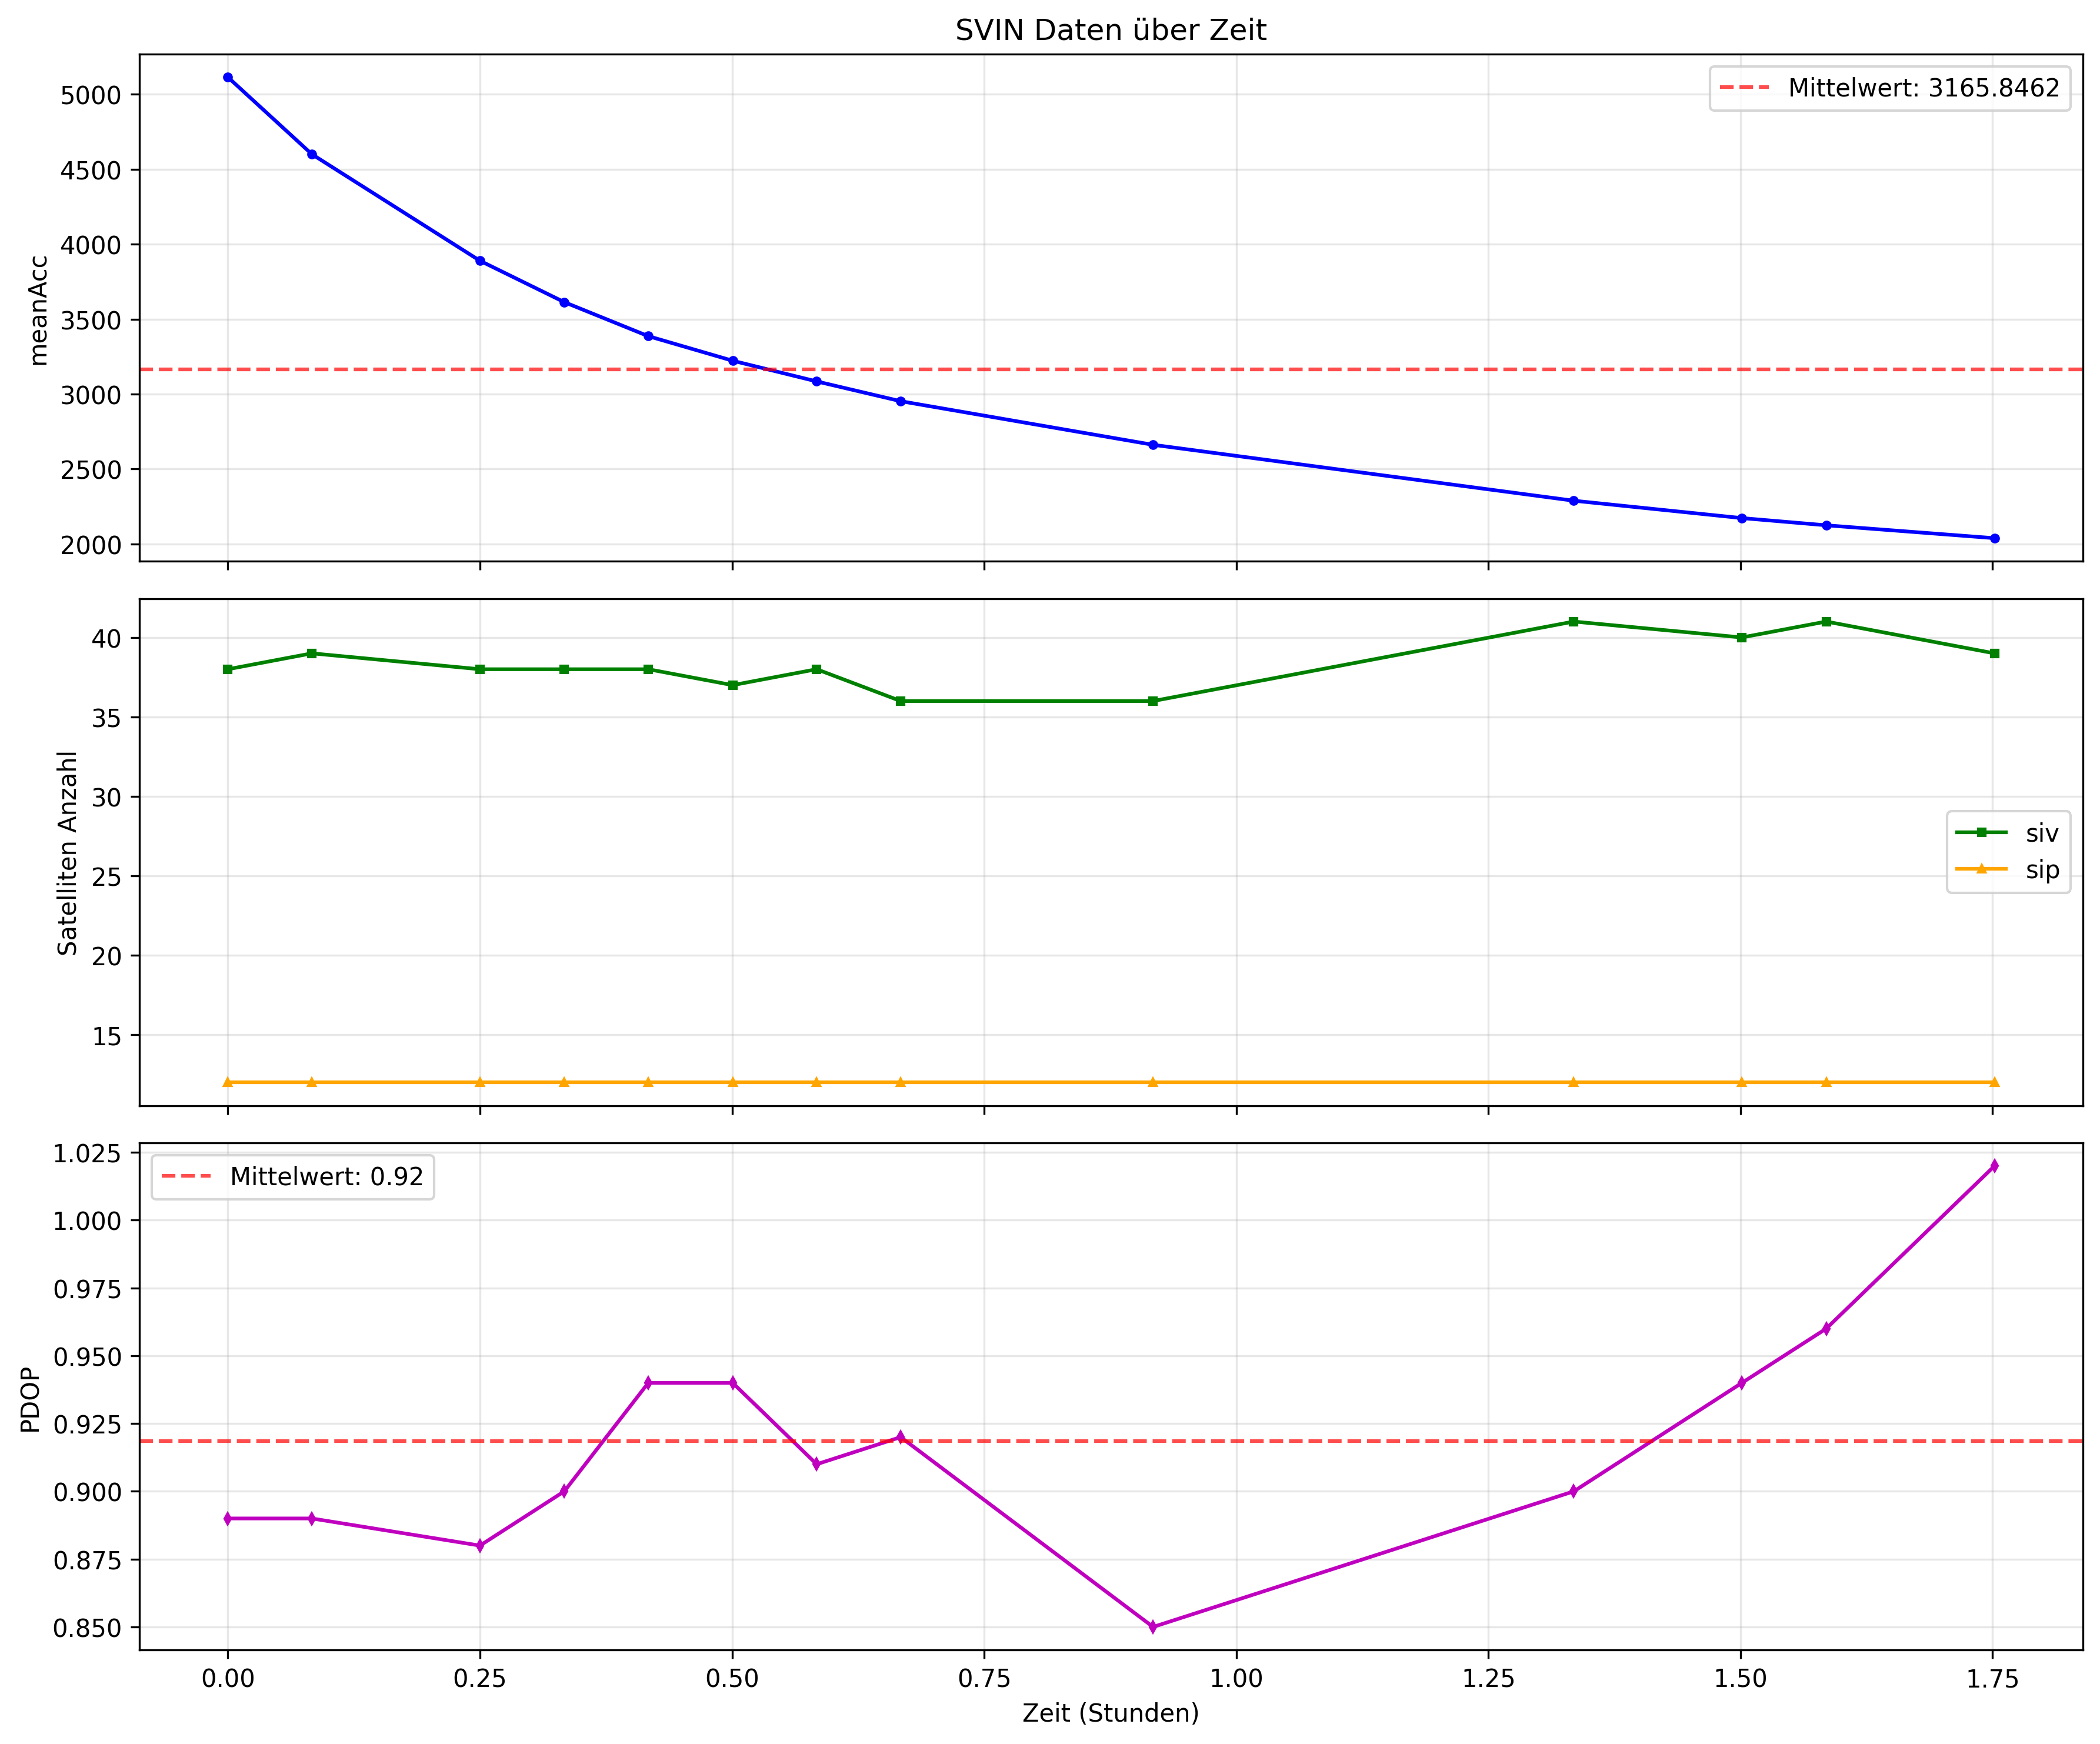 SVIN Daten über Zeit
Mittelwert: 3165.8462
meanAcc
5000
4500
4000
3500
3000
2500
2000
Satelliten Anzahl
40
35
30
25
20
15
siv
sip
PDOP
1.025
1.000
0.975
0.950
0.925
0.900
0.875
0.850
Mittelwert: 0.92
0.00 0.25 0.50 0.75 1.00 1.25 1.50 1.75
Zeit (Stunden)